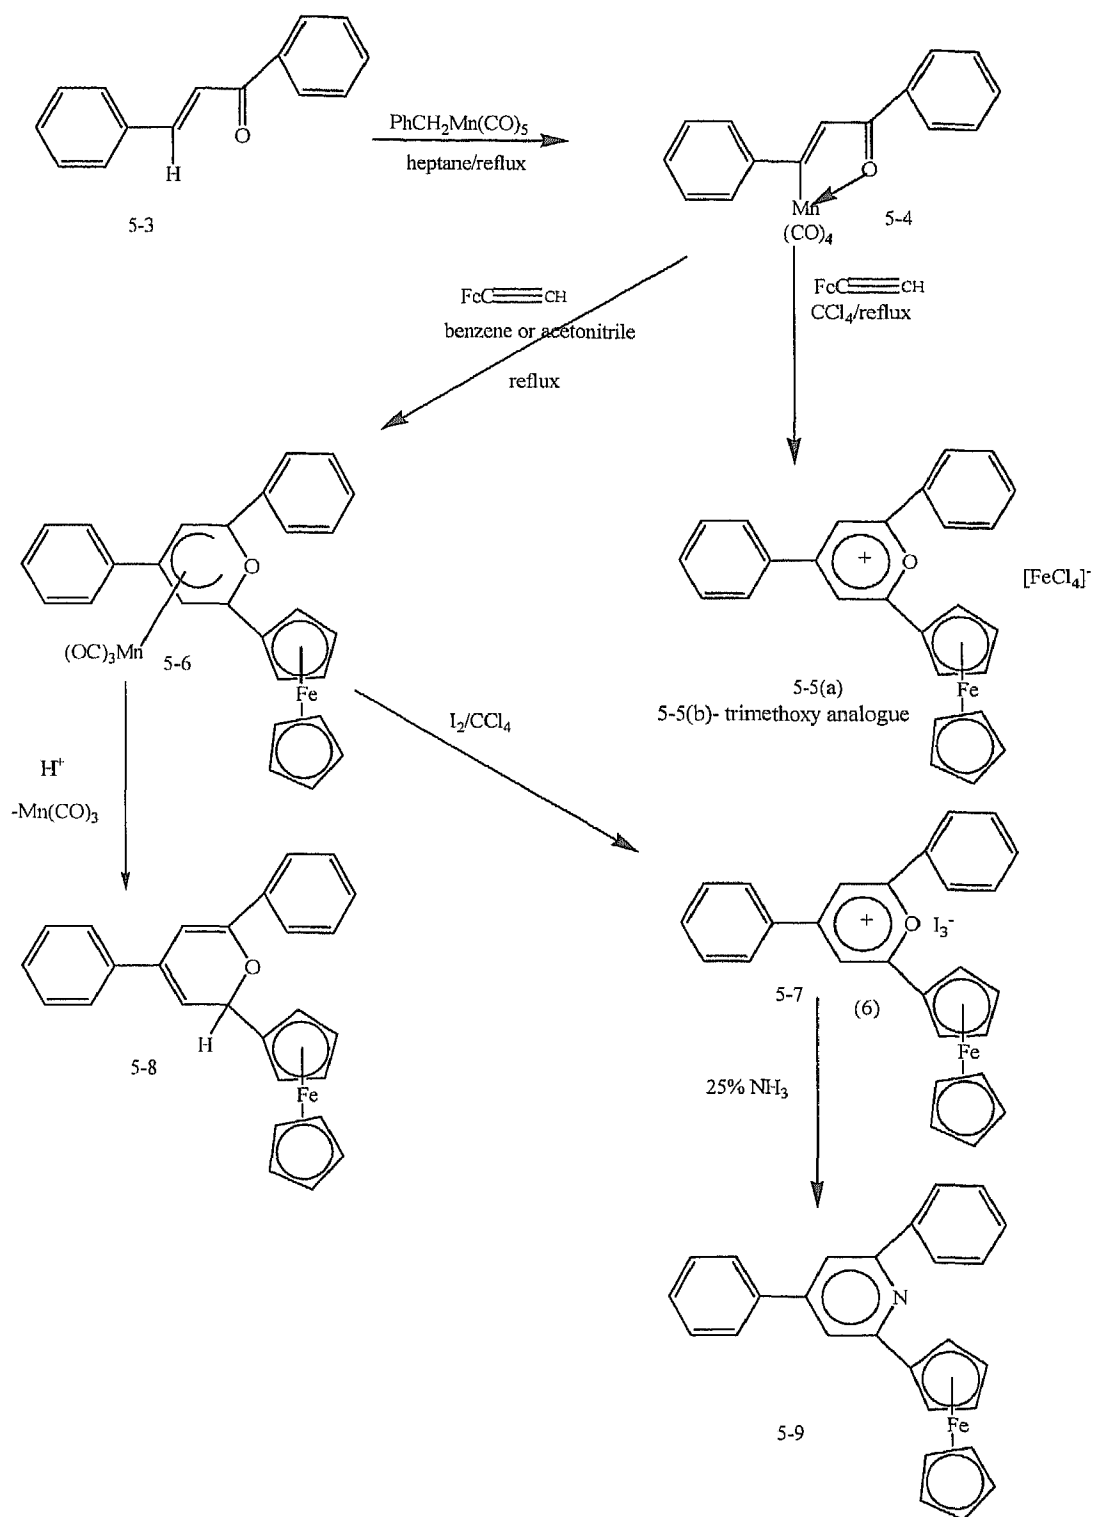 O
H
5-3
PhCH₂Mn(CO)₅
heptane/reflux
O
Mn
(CO)₄
5-4
FcC≡CH
benzene or acetonitrile
reflux
FcC≡CH
CCl₄/reflux
O
(OC)₃Mn
5-6
Fe
+
O
[FeCl₄]⁻
Fe
5-5(a)
5-5(b)- trimethoxy analogue
I₂/CCl₄
H⁺
-Mn(CO)₃
O
H
5-8
Fe
+
O
I₃⁻
5-7
(6)
Fe
25% NH₃
N
5-9
Fe